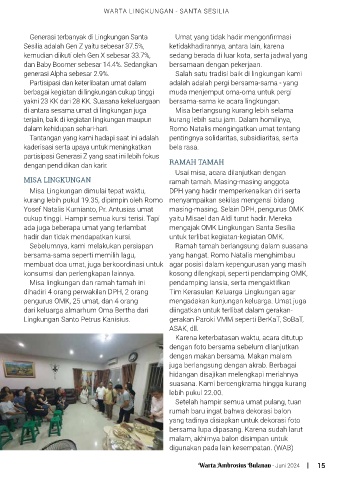 WARTA LINGKUNGAN - SANTA SESILIA
Generasi terbanyak di Lingkungan Santa
Sesilia adalah Gen Z yaitu sebesar 37.5%,
kemudian diikuti oleh Gen X sebesar 33.7%,
dan Baby Boomer sebesar 14.4%. Sedangkan
generasi Alpha sebesar 2.9%.
Partisipasi dan keterlibatan umat dalam
berbagai kegiatan di lingkungan cukup tinggi
yakni 23 KK dari 28 KK. Suasana kekeluargaan
di antara sesama umat di lingkungan juga
terjalin, baik di kegiatan lingkungan maupun
dalam kehidupan sehari-hari.
Tantangan yang kami hadapi saat ini adalah
kaderisasi serta upaya untuk meningkatkan
partisipasi Generasi Z yang saat ini lebih fokus
dengan pendidikan dan karir.
MISA LINGKUNGAN
Misa Lingkungan dimulai tepat waktu,
kurang lebih pukul 19.35, dipimpin oleh Romo
Yosef Natalis Kurnianto, Pr. Antusias umat
cukup tinggi. Hampir semua kursi terisi. Tapi
ada juga beberapa umat yang terlambat
hadir dan tidak mendapatkan kursi.
Sebelumnya, kami melakukan persiapan
bersama-sama seperti memilih lagu,
membuat doa umat, juga berkoordinasi untuk
konsumsi dan perlengkapan lainnya.
Misa lingkungan dan ramah tamah ini
dihadiri 4 orang perwakilan DPH, 2 orang
pengurus OMK, 25 umat, dan 4 orang
dari keluarga almarhum Oma Bertha dari
Lingkungan Santo Petrus Kanisius.
Umat yang tidak hadir mengonfirmasi
ketidakhadirannya, antara lain, karena
sedang berada di luar kota, serta jadwal yang
bersamaan dengan pekerjaan.
Salah satu tradisi baik di lingkungan kami
adalah adalah pergi bersama-sama - yang
muda menjemput oma-oma untuk pergi
bersama-sama ke acara lingkungan.
Misa berlangsung kurang lebih selama
kurang lebih satu jam. Dalam homilinya,
Romo Natalis mengingatkan umat tentang
pentingnya solidaritas, subsidiaritas, serta
bela rasa.
RAMAH TAMAH
Usai misa, acara dilanjutkan dengan
ramah tamah. Masing-masing anggota
DPH yang hadir memperkenalkan diri serta
menyampaikan sekilas mengenai bidang
masing-masing. Selain DPH, pengurus OMK
yaitu Misael dan Aldi turut hadir. Mereka
mengajak OMK Lingkungan Santa Sesilia
untuk terlibat kegiatan-kegiatan OMK.
Ramah tamah berlangsung dalam suasana
yang hangat. Romo Natalis menghimbau
agar posisi dalam kepengurusan yang masih
kosong dilengkapi, seperti pendamping OMK,
pendamping lansia, serta mengaktifkan
Tim Kerasulan Keluarga Lingkungan agar
mengadakan kunjungan keluarga. Umat juga
diingatkan untuk terlibat dalam gerakan-
gerakan Paroki VMM seperti BerKaT, SoBaT,
ASAK, dll.
Karena keterbatasan waktu, acara ditutup
dengan foto bersama sebelum dilanjutkan
dengan makan bersama. Makan malam
juga berlangsung dengan akrab. Berbagai
hidangan disajikan melengkapi meriahnya
suasana. Kami bercengkrama hingga kurang
lebih pukul 22.00.
Setelah hampir semua umat pulang, tuan
rumah baru ingat bahwa dekorasi balon
yang tadinya disiapkan untuk dekorasi foto
bersama lupa dipasang. Karena sudah larut
malam, akhirnya balon disimpan untuk
digunakan pada lain kesempatan. (WAB)
Warta Ambrosius Bulanan - Juni 2024 | 15